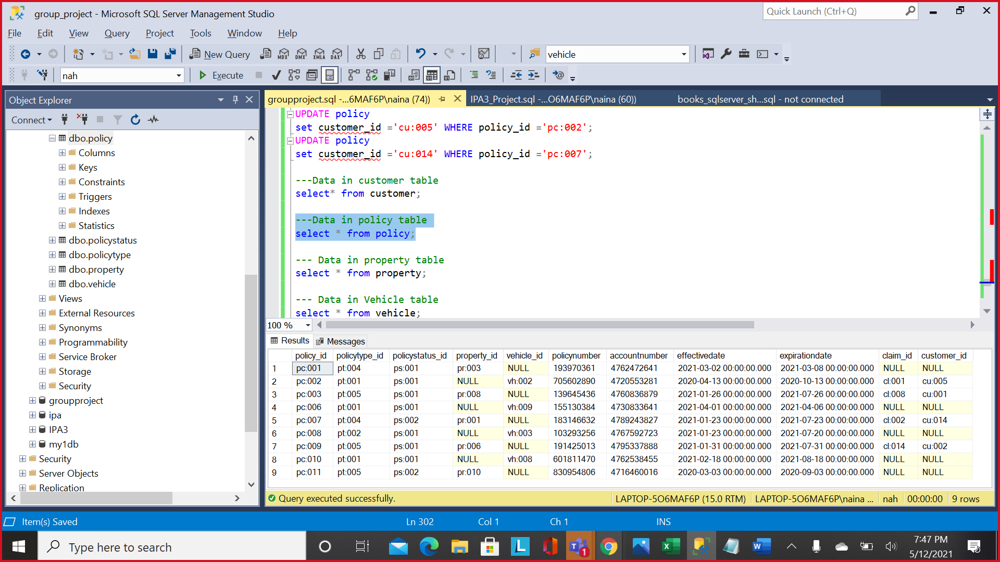 group_project - Microsoft SQL Server Management Studio
Quick Launch (Ctrl+Q)
File Edit View Query Project Tools Window Help
New Query MDX DMX XMLA DAX vehicle
nah Execute
Object Explorer
groupproject.sql -...6MAF6P\naina (74)) IPA3_Project.sql -...O6MAF6P\naina (60)) books_sqlserver_sh...sql - not connected
Connect
dbo.policy
Columns
Keys
Constraints
Triggers
Indexes
Statistics
dbo.policystatus
dbo.policytype
dbo.property
dbo.vehicle
Views
External Resources
Synonyms
Programmability
Service Broker
Storage
Security
groupproject
ipa
IPA3
my1db
Security
Server Objects
Replication
UPDATE policy
set customer_id ='cu:005' WHERE policy_id ='pc:002';
UPDATE policy
set customer_id ='cu:014' WHERE policy_id ='pc:007';
---Data in customer table
select* from customer;
---Data in policy table
select * from policy;
--- Data in property table
select * from property;
--- Data in Vehicle table
select * from vehicle;
100 %
Results Messages
policy_id policytype_id policystatus_id property_id vehicle_id policynumber accountnumber effectivedate expirationdate claim_id customer_id
1 pc:001 pt:004 ps:001 pr:003 NULL 193970361 4762472641 2021-03-02 00:00:00.000 2021-03-08 00:00:00.000 NULL NULL
2 pc:002 pt:001 ps:001 NULL vh:002 705602890 4720553281 2020-04-13 00:00:00.000 2020-10-13 00:00:00.000 cl:001 cu:005
3 pc:003 pt:005 ps:001 pr:008 NULL 139645436 4760836879 2021-01-26 00:00:00.000 2021-07-26 00:00:00.000 cl:008 cu:001
4 pc:006 pt:001 ps:001 NULL vh:009 155130384 4730833641 2021-04-01 00:00:00.000 2021-04-06 00:00:00.000 NULL NULL
5 pc:007 pt:004 ps:002 pr:001 NULL 183146632 4789243827 2021-01-23 00:00:00.000 2021-07-23 00:00:00.000 cl:002 cu:014
6 pc:008 pt:002 ps:001 NULL vh:003 103293256 4767592723 2021-01-23 00:00:00.000 2021-07-20 00:00:00.000 NULL NULL
7 pc:009 pt:005 ps:001 pr:006 NULL 191425013 4795337888 2021-01-31 00:00:00.000 2021-07-31 00:00:00.000 cl:014 cu:002
8 pc:010 pt:001 ps:001 NULL vh:008 601811470 4762538455 2021-02-18 00:00:00.000 2021-08-18 00:00:00.000 NULL NULL
9 pc:011 pt:005 ps:002 pr:010 NULL 830954806 4716460016 2020-03-03 00:00:00.000 2020-09-03 00:00:00.000 NULL NULL
Query executed successfully. LAPTOP-5O6MAF6P (15.0 RTM) LAPTOP-5O6MAF6P\naina ... nah 00:00:00 9 rows
Item(s) Saved Ln 302 Col 1 Ch 1 INS
Type here to search
7:47 PM
5/12/2021